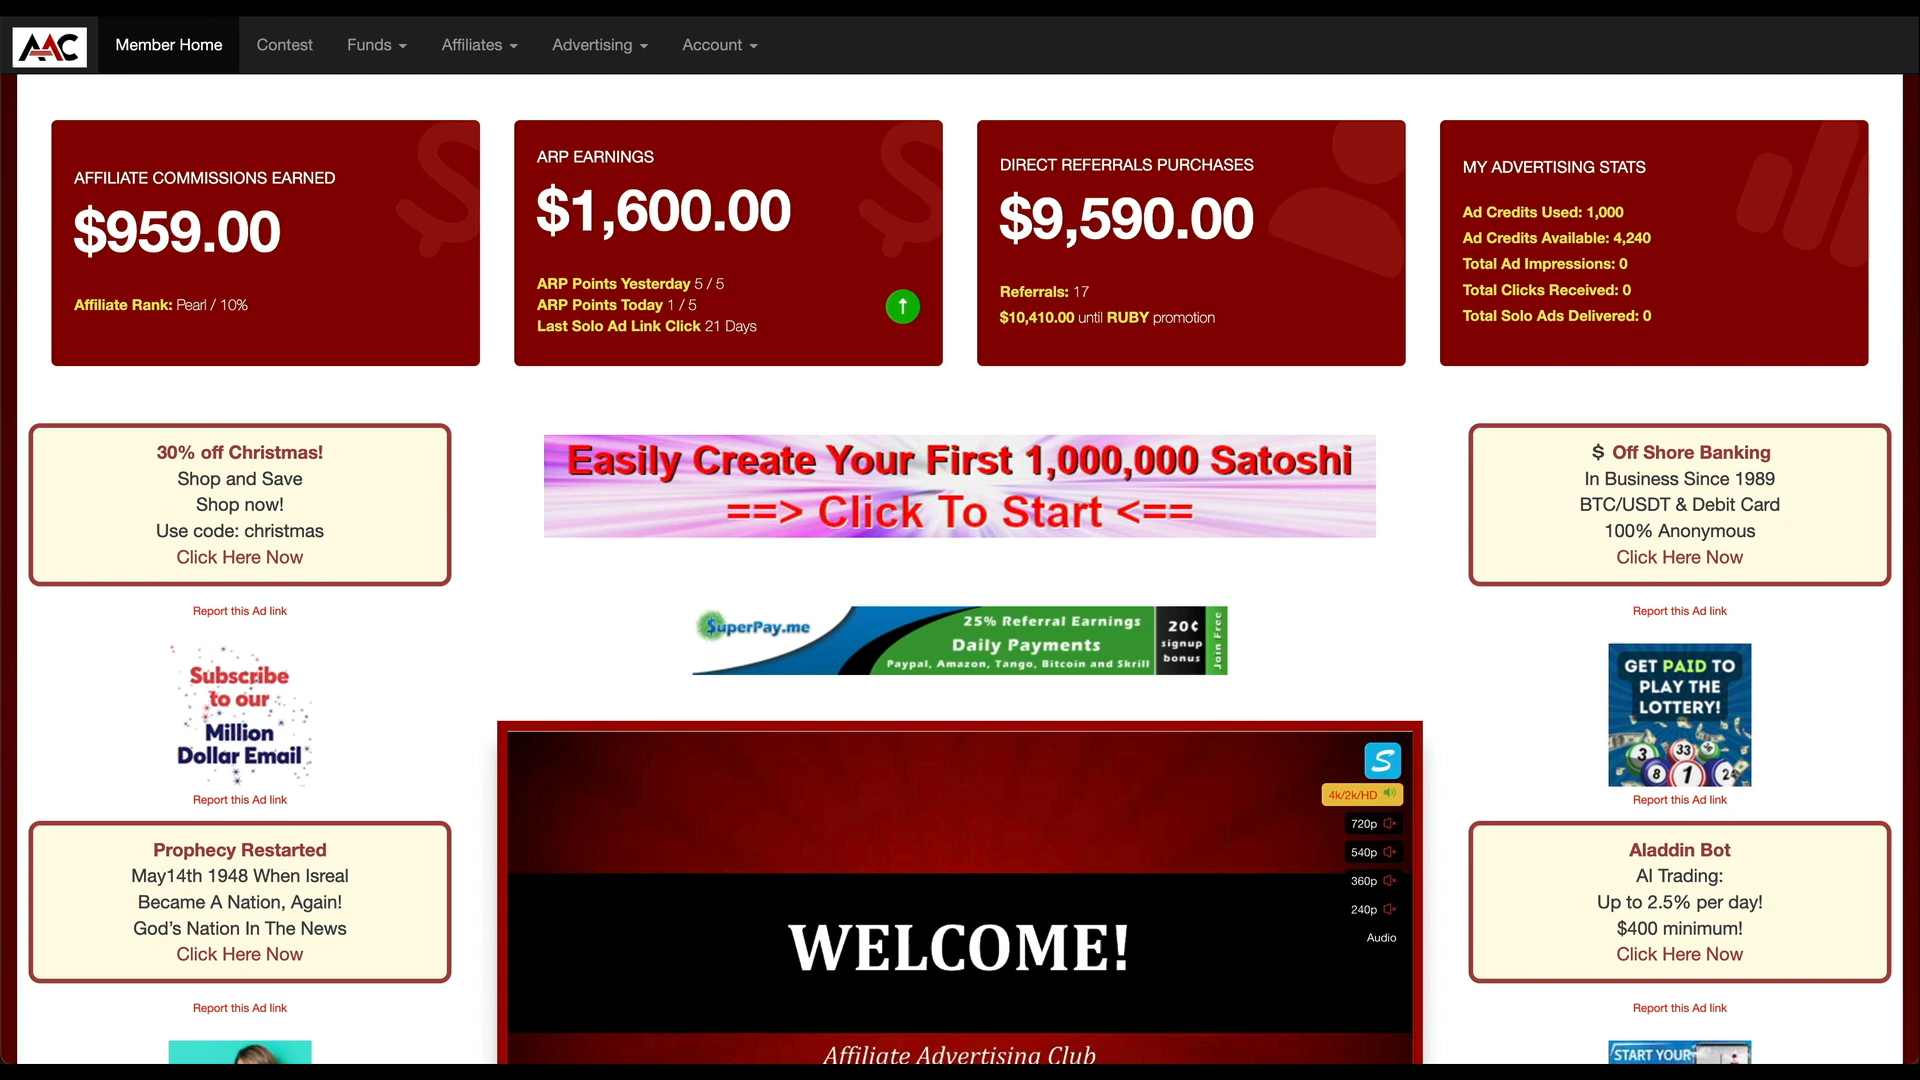 AAC
Member Home
Contest
Funds
Affiliates
Advertising
Account
AFFILIATE COMMISSIONS EARNED
$959.00
Affiliate Rank: Pearl / 10%
ARP EARNINGS
$1,600.00
ARP Points Yesterday 5 / 5
ARP Points Today 1 / 5
Last Solo Ad Link Click 21 Days
DIRECT REFERRALS PURCHASES
$9,590.00
Referrals: 17
$10,410.00 until RUBY promotion
MY ADVERTISING STATS
Ad Credits Used: 1,000
Ad Credits Available: 4,240
Total Ad Impressions: 0
Total Clicks Received: 0
Total Solo Ads Delivered: 0
30% off Christmas!
Shop and Save
Shop now!
Use code: christmas
Click Here Now
Report this Ad link
Subscribe
to our
Million
Dollar Email
Report this Ad link
Prophecy Restarted
May14th 1948 When Isreal
Became A Nation, Again!
God’s Nation In The News
Click Here Now
Report this Ad link
Easily Create Your First 1,000,000 Satoshi
==> Click To Start <==
$uperPay.me
25% Referral Earnings
Daily Payments
Paypal, Amazon, Tango, Bitcoin and Skrill
20¢
signup
bonus
Join Free
S
4k/2k/HD
720p
540p
360p
240p
Audio
WELCOME!
Affiliate Advertising Club
$ Off Shore Banking
In Business Since 1989
BTC/USDT & Debit Card
100% Anonymous
Click Here Now
Report this Ad link
GET PAID TO
PLAY THE
LOTTERY!
3
33
8
1
24
Report this Ad link
Aladdin Bot
AI Trading:
Up to 2.5% per day!
$400 minimum!
Click Here Now
Report this Ad link
START YOUR